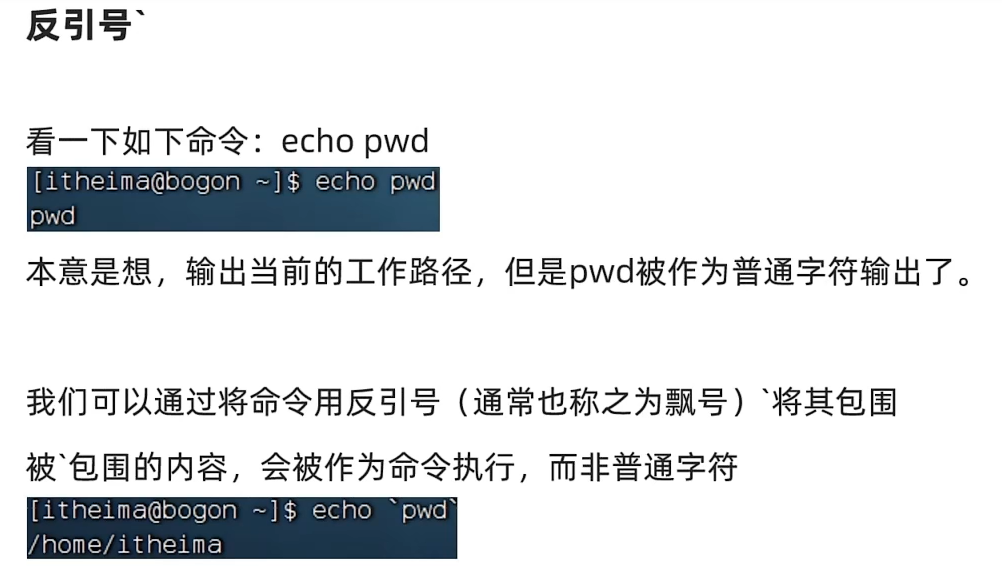 反引号`
看一下如下命令：echo pwd
[itheima@bogon ~]$ echo pwd
pwd
本意是想，输出当前的工作路径，但是pwd被作为普通字符输出了。
我们可以通过将命令用反引号（通常也称之为飘号）`将其包围
被`包围的内容，会被作为命令执行，而非普通字符
[itheima@bogon ~]$ echo `pwd`
/home/itheima